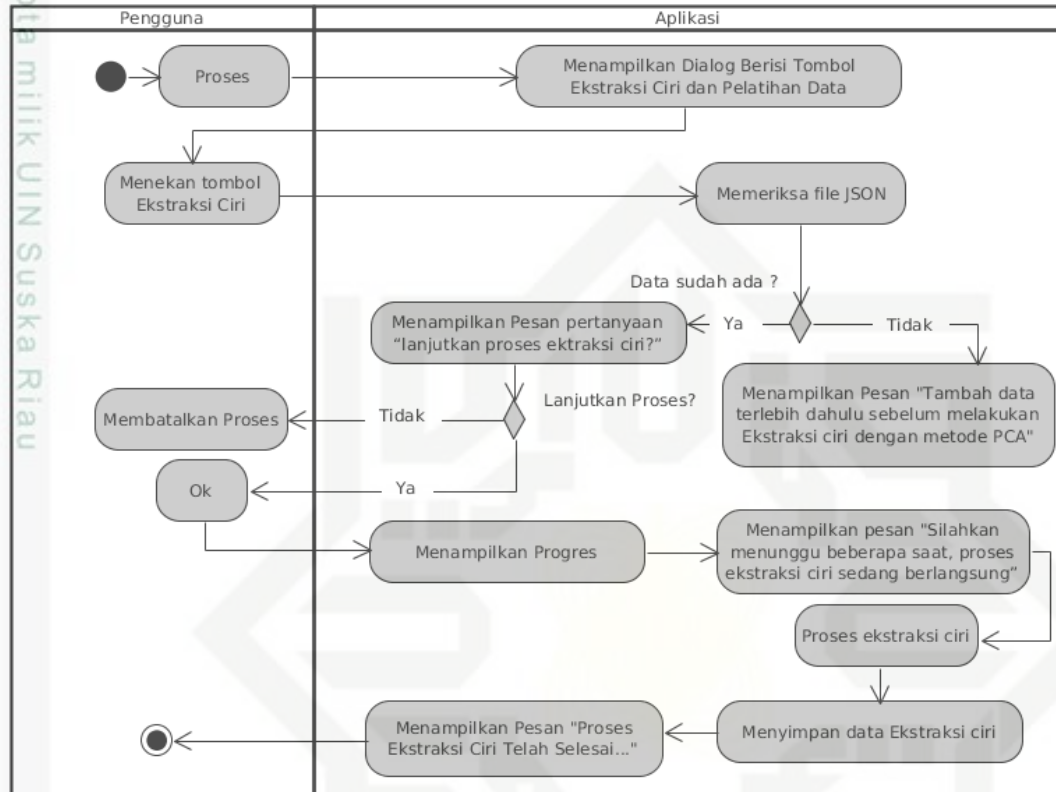 Pengguna
Aplikasi
Proses
Menampilkan Dialog Berisi Tombol
Ekstraksi Ciri dan Pelatihan Data
Menekan tombol
Ekstraksi Ciri
Memeriksa file JSON
Data sudah ada ?
Ya
Tidak
Menampilkan Pesan pertanyaan
“lanjutkan proses ektraksi ciri?”
Menampilkan Pesan "Tambah data
terlebih dahulu sebelum melakukan
Ekstraksi ciri dengan metode PCA"
Lanjutkan Proses?
Tidak
Membatalkan Proses
Ya
Ok
Menampilkan Progres
Menampilkan pesan "Silahkan
menunggu beberapa saat, proses
ekstraksi ciri sedang berlangsung”
Proses ekstraksi ciri
Menyimpan data Ekstraksi ciri
Menampilkan Pesan "Proses
Ekstraksi Ciri Telah Selesai..."
milik UIN Suska Riau